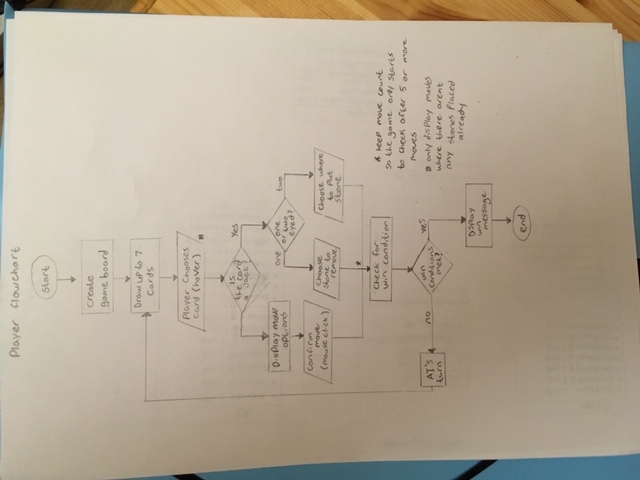 Player flowchart
Start
Create
game board
Draw up to 7
Cards
Player Chooses
Card (hover)
Is
the card
a Jack?
Yes
Display move
options
one
one
or two
eyed?
two
Confirm
move
(mouse click)
Choose
Stone to
remove
Choose where
to Put
Stone
*
Check for
win condition
* keep move count
so the game only starts
to check after 5 or more
moves
AI's
turn
no
win
conditions
met?
yes
only display moves
where there arent
any stones placed
already
Display
win
message
end